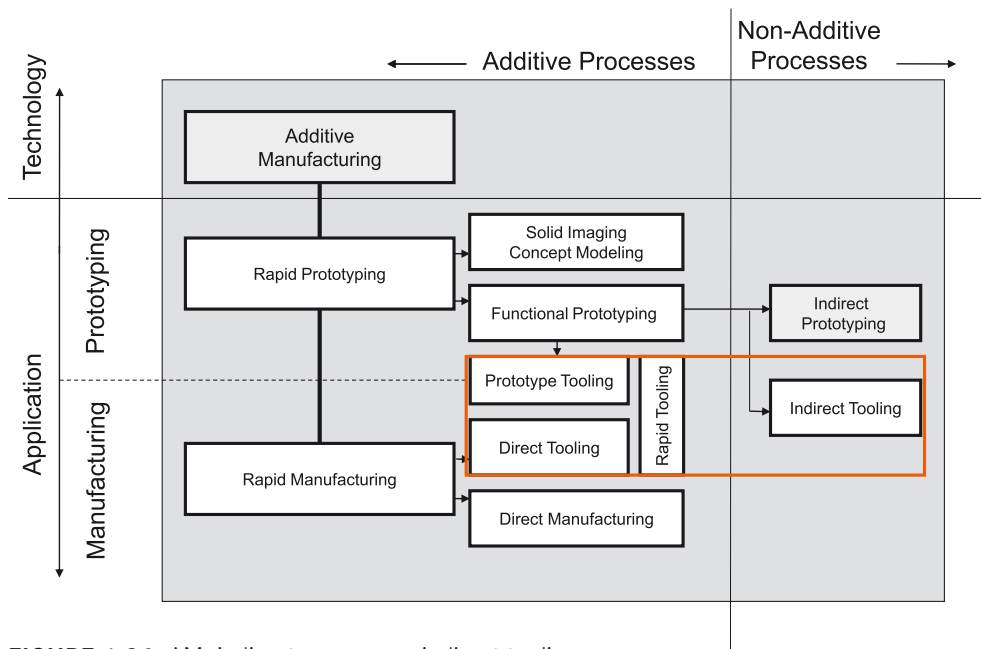 Non-Additive
Processes
Additive Processes
Technology
Additive
Manufacturing
Application
Prototyping
Manufacturing
Rapid Prototyping
Solid Imaging
Concept Modeling
Functional Prototyping
Indirect
Prototyping
Prototype Tooling
Rapid Tooling
Indirect Tooling
Direct Tooling
Rapid Manufacturing
Direct Manufacturing